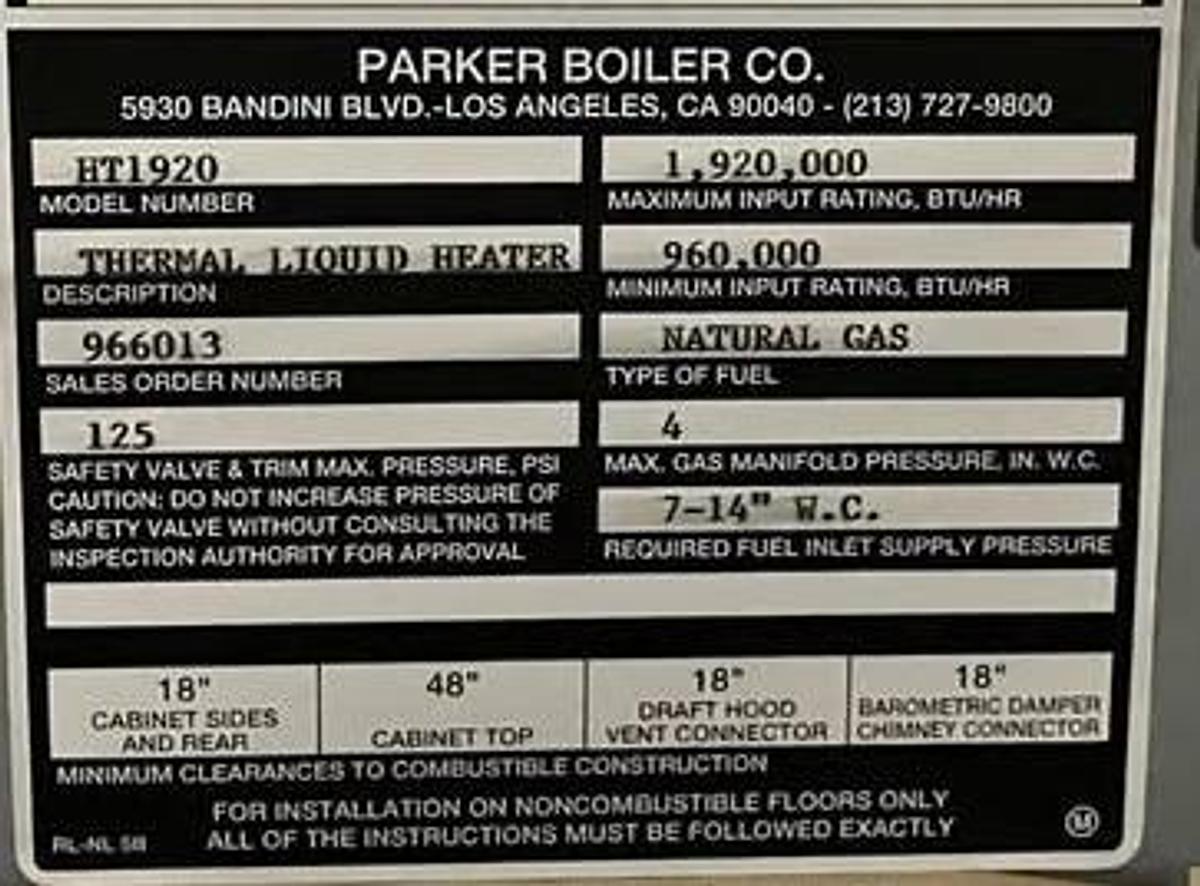 PARKER BOILER CO.
5930 BANDINI BLVD.-LOS ANGELES, CA 90040 - (213) 727-9800
HT1920
MODEL NUMBER
1,920,000
MAXIMUM INPUT RATING, BTU/HR
THERMAL LIQUID HEATER
DESCRIPTION
960,000
MINIMUM INPUT RATING, BTU/HR
966013
SALES ORDER NUMBER
NATURAL GAS
TYPE OF FUEL
125
SAFETY VALVE & TRIM MAX. PRESSURE, PSI
CAUTION: DO NOT INCREASE PRESSURE OF
SAFETY VALVE WITHOUT CONSULTING THE
INSPECTION AUTHORITY FOR APPROVAL
4
MAX. GAS MANIFOLD PRESSURE, IN. W.C.
7-14" W.C.
REQUIRED FUEL INLET SUPPLY PRESSURE
18"
CABINET SIDES
AND REAR
48"
CABINET TOP
18"
DRAFT HOOD
VENT CONNECTOR
18"
BAROMETRIC DAMPER
CHIMNEY CONNECTOR
MINIMUM CLEARANCES TO COMBUSTIBLE CONSTRUCTION
FOR INSTALLATION ON NONCOMBUSTIBLE FLOORS ONLY
ALL OF THE INSTRUCTIONS MUST BE FOLLOWED EXACTLY
M